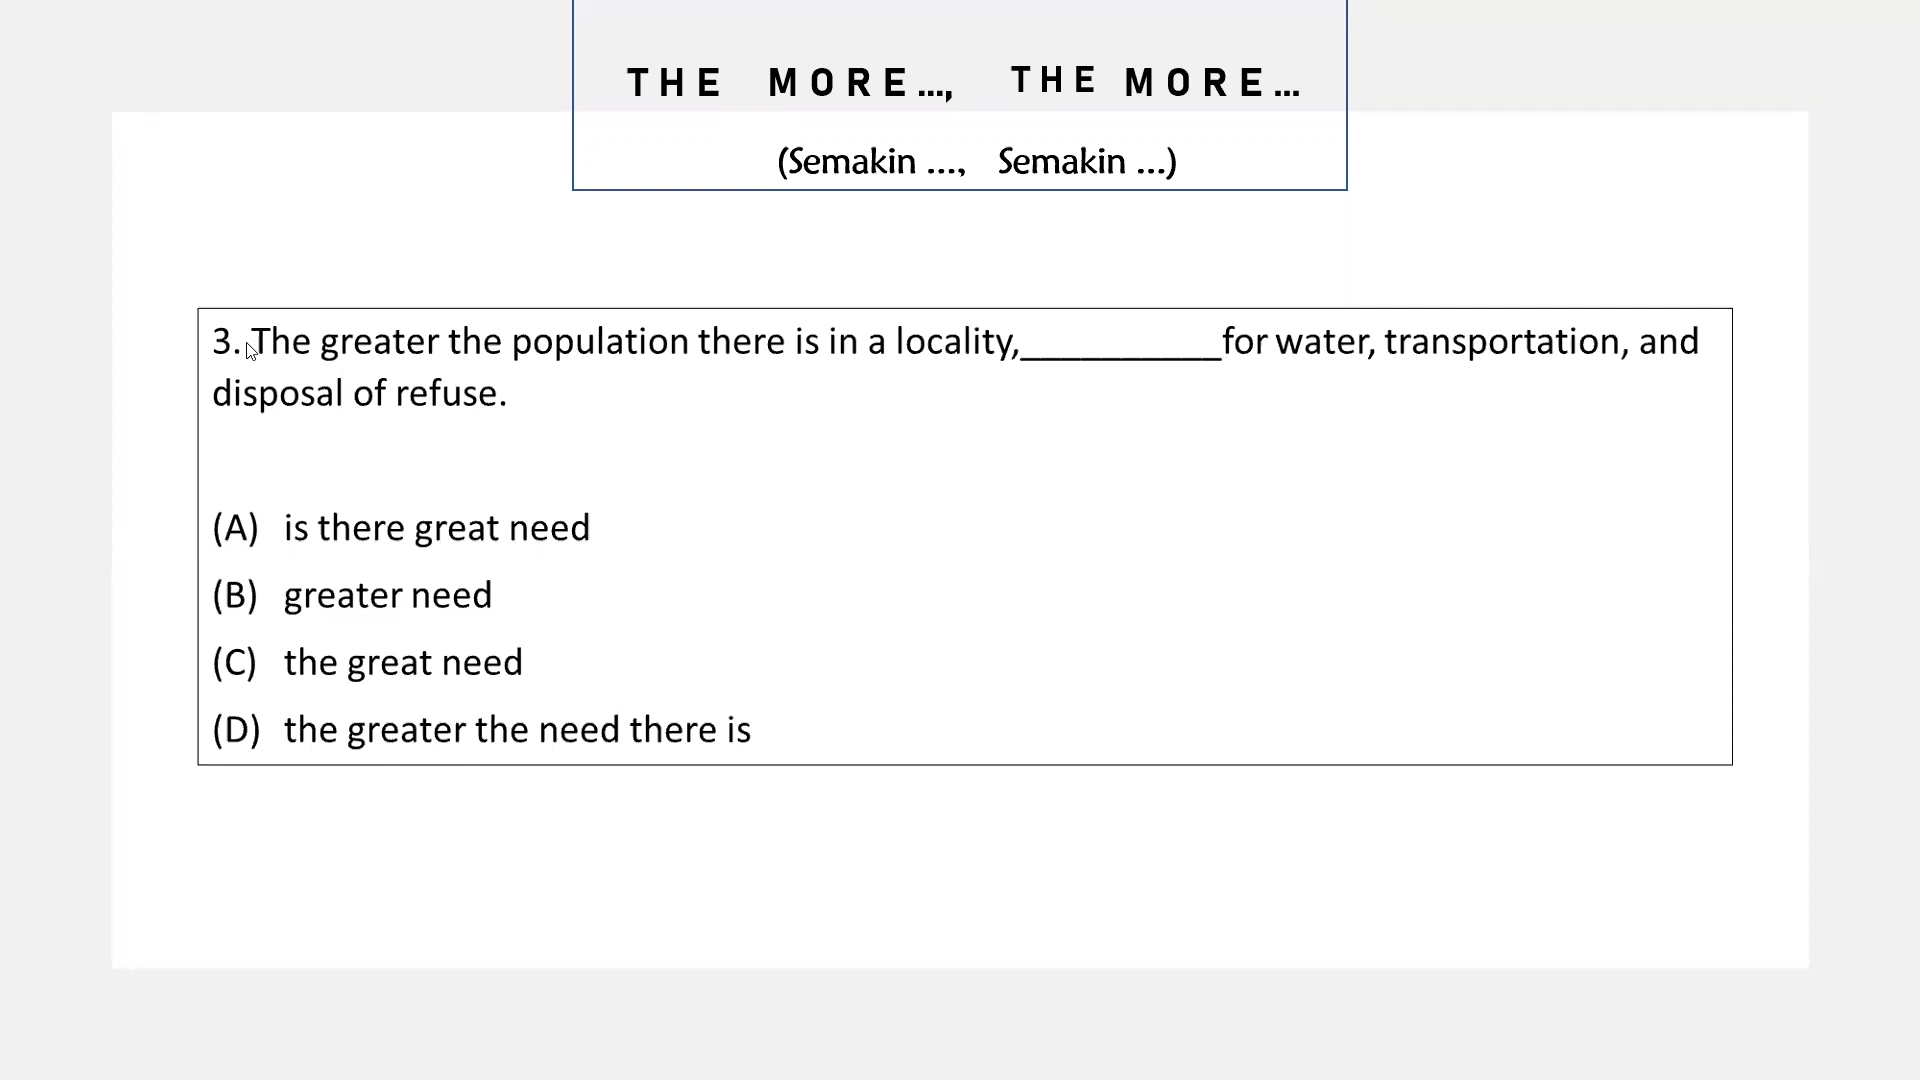 THE MORE…, THE MORE…
(Semakin …, Semakin …)
3. The greater the population there is in a locality,__________for water, transportation, and
disposal of refuse.
(A) is there great need
(B) greater need
(C) the great need
(D) the greater the need there is